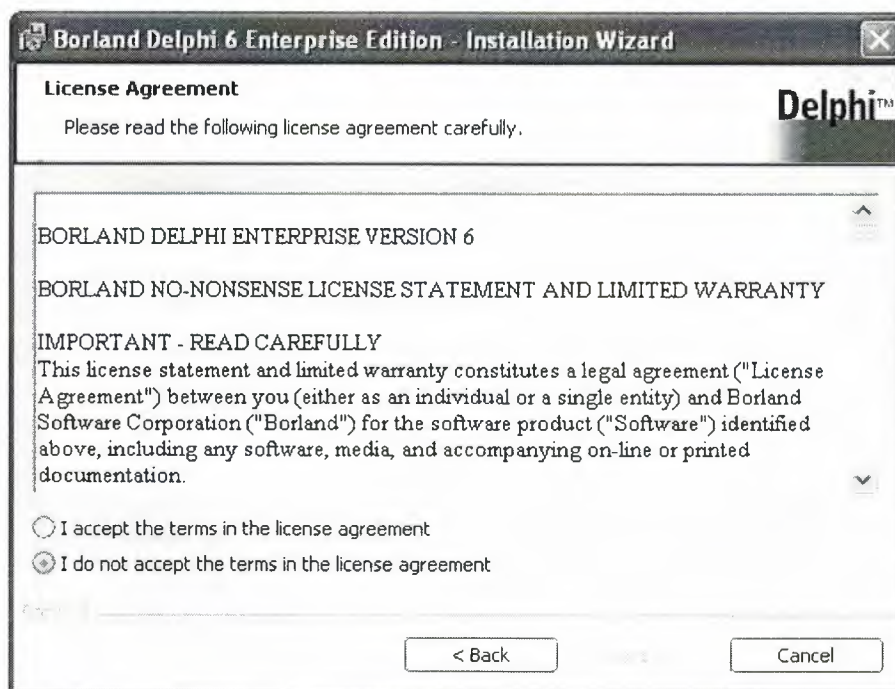 Borland Delphi 6 Enterprise Edition - Installation Wizard
License Agreement
Please read the following license agreement carefully.
Delphi™
BORLAND DELPHI ENTERPRISE VERSION 6
BORLAND NO-NONSENSE LICENSE STATEMENT AND LIMITED WARRANTY
IMPORTANT - READ CAREFULLY
This license statement and limited warranty constitutes a legal agreement ("License
Agreement") between you (either as an individual or a single entity) and Borland
Software Corporation ("Borland") for the software product ("Software") identified
above, including any software, media, and accompanying on-line or printed
documentation.
I accept the terms in the license agreement
I do not accept the terms in the license agreement
< Back
Cancel